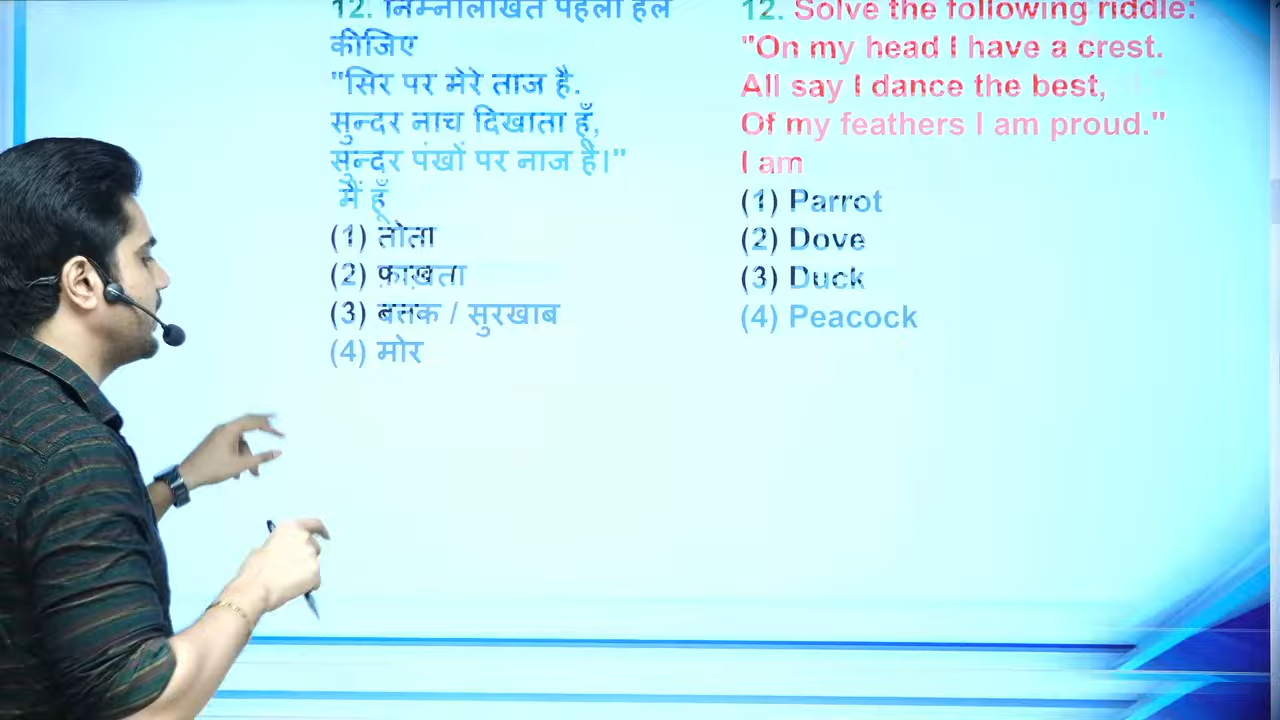 12. निम्नलिखित पहेली हल
कीजिए
"सिर पर मेरे ताज है.
सुन्दर नाच दिखाता हूँ,
सुन्दर पंखों पर नाज है।"
मैं हूँ
(1) तोता
(2) फ़ाख़ता
(3) बत्तक / सुरखाब
(4) मोर
12. Solve the following riddle:
"On my head I have a crest.
All say I dance the best,
Of my feathers I am proud."
I am
(1) Parrot
(2) Dove
(3) Duck
(4) Peacock